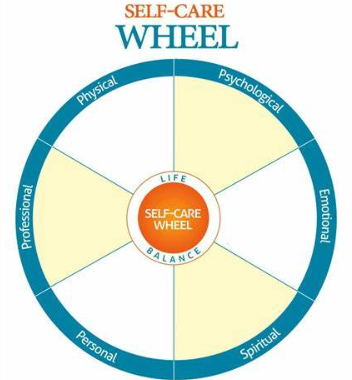 SELF-CARE
WHEEL
Physical
Psychological
Professional
Emotional
LIFE
SELF-CARE
WHEEL
BALANCE
Personal
Spiritual